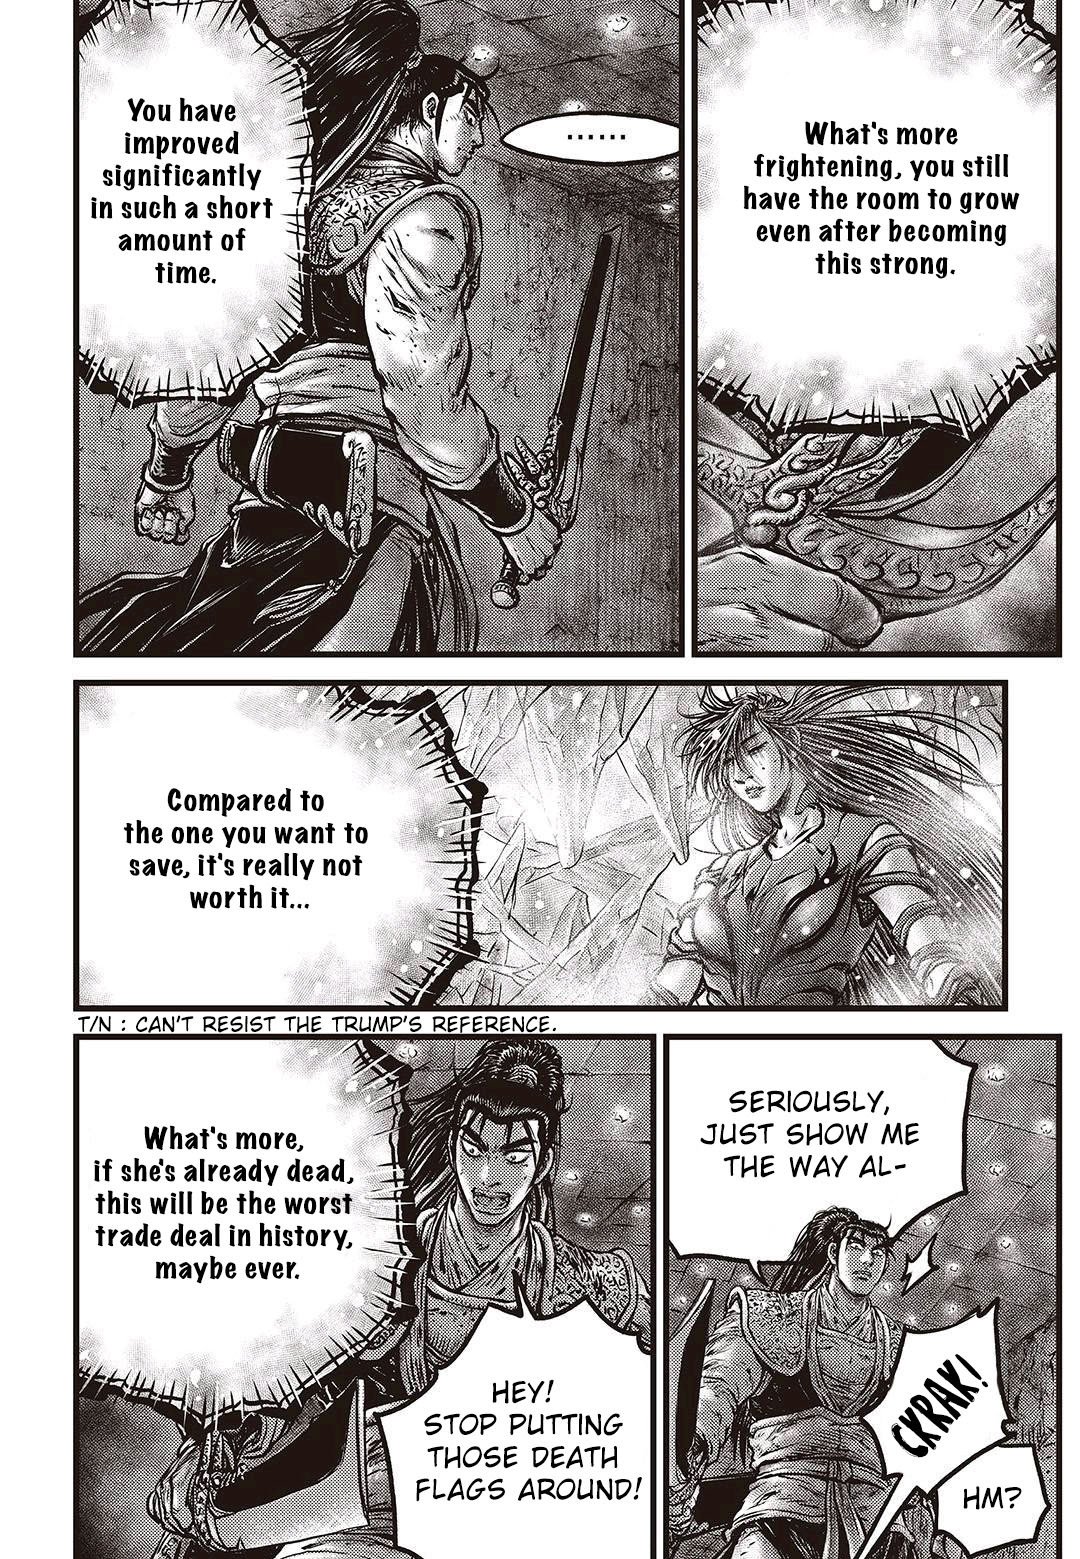 You have
improved
significantly
in such a short
amount of
time.
......
What's more
frightening, you still
have the room to grow
even after becoming
this strong.
Compared to
the one you want to
save, it's really not
worth it...
T/N : CAN'T RESIST THE TRUMP'S REFERENCE.
What's more,
if she's already dead,
this will be the worst
trade deal in history,
maybe ever.
HEY!
STOP PUTTING
THOSE DEATH
FLAGS AROUND!
SERIOUSLY,
JUST SHOW ME
THE WAY AL-
CKRAK!
HM?